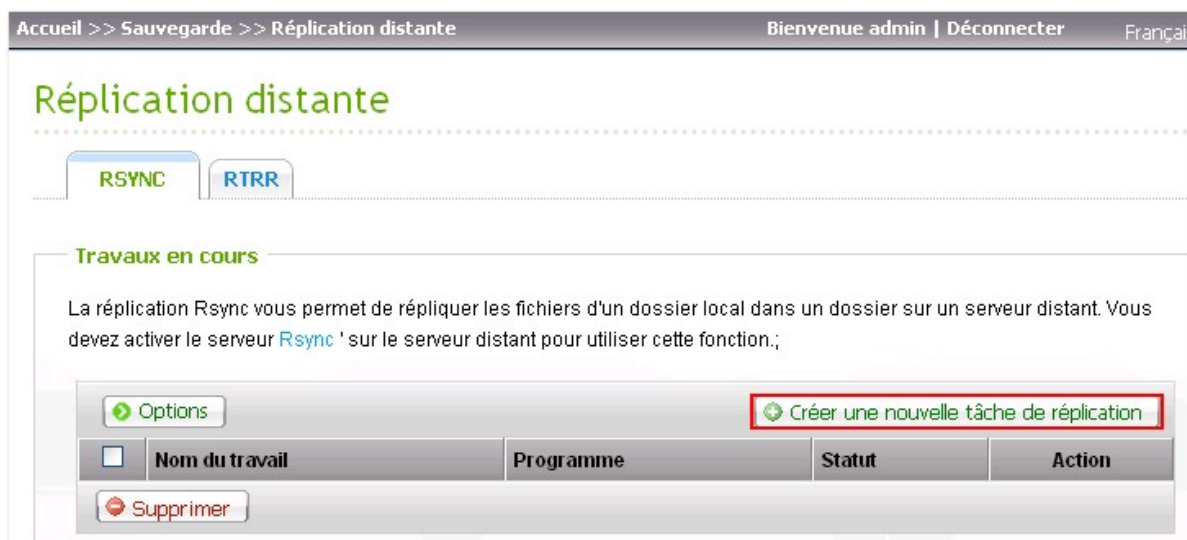 Accueil >> Sauvegarde >> Réplication distante Bienvenue admin | Déconnecter Françai
Réplication distante
RSYNC RTRR
Travaux en cours
La réplication Rsync vous permet de répliquer les fichiers d'un dossier local dans un dossier sur un serveur distant. Vous
devez activer le serveur Rsync ' sur le serveur distant pour utiliser cette fonction.;
Options Créer une nouvelle tâche de réplication
Nom du travail Programme Statut Action
Supprimer